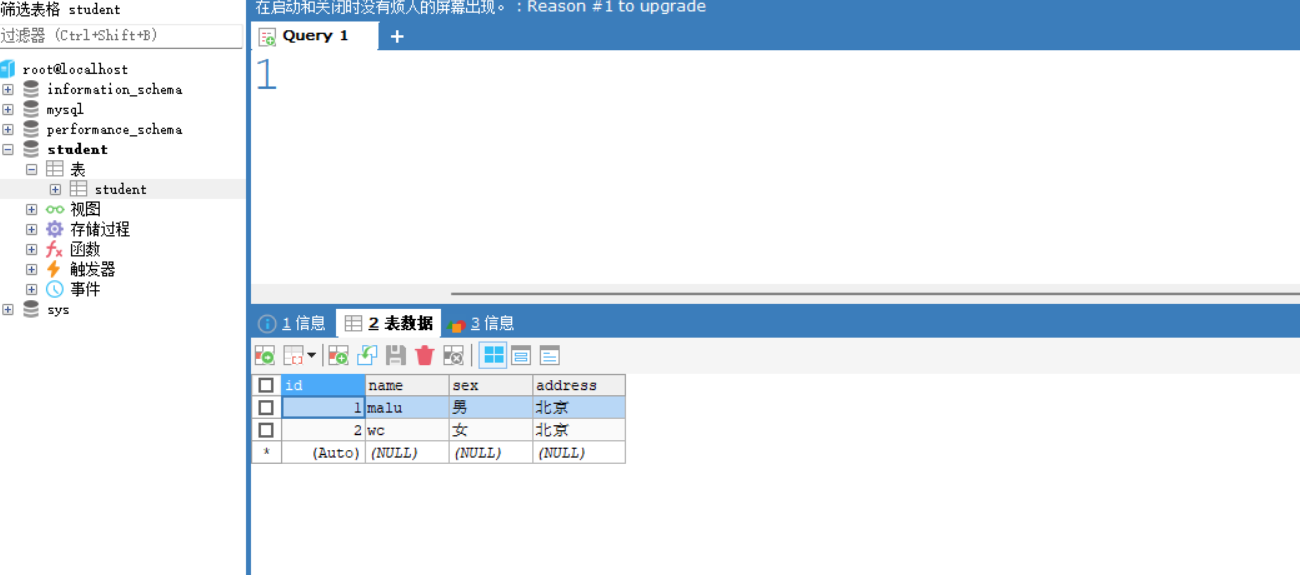 筛选表格 student
过滤器 (Ctrl+Shift+B)
root@localhost
information_schema
mysql
performance_schema
student
表
student
视图
存储过程
函数
触发器
事件
sys
在启动和关闭时没有烦人的屏幕出现。 : Reason #1 to upgrade
Query 1 +
1
1 信息 2 表数据 3 信息
id name sex address
1 malu 男 北京
2 wc 女 北京
* (Auto) (NULL) (NULL) (NULL)